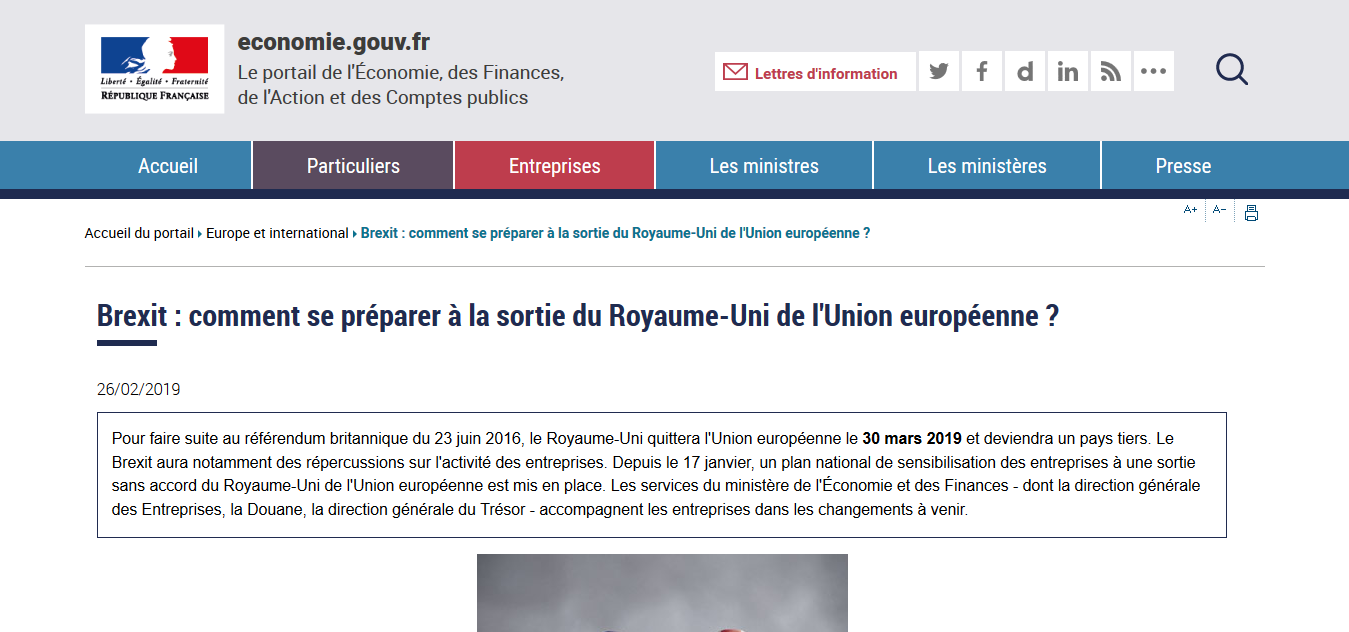 economie.gouv.fr
Le portail de l'Économie, des Finances,
de l'Action et des Comptes publics
Liberté • Égalité • Fraternité
RÉPUBLIQUE FRANÇAISE
Lettres d'information
Accueil
Particuliers
Entreprises
Les ministres
Les ministères
Presse
A+
A-
Accueil du portail Europe et international Brexit : comment se préparer à la sortie du Royaume-Uni de l'Union européenne ?
Brexit : comment se préparer à la sortie du Royaume-Uni de l'Union européenne ?
26/02/2019
Pour faire suite au référendum britannique du 23 juin 2016, le Royaume-Uni quittera l'Union européenne le 30 mars 2019 et deviendra un pays tiers. Le
Brexit aura notamment des répercussions sur l'activité des entreprises. Depuis le 17 janvier, un plan national de sensibilisation des entreprises à une sortie
sans accord du Royaume-Uni de l'Union européenne est mis en place. Les services du ministère de l'Économie et des Finances - dont la direction générale
des Entreprises, la Douane, la direction générale du Trésor - accompagnent les entreprises dans les changements à venir.